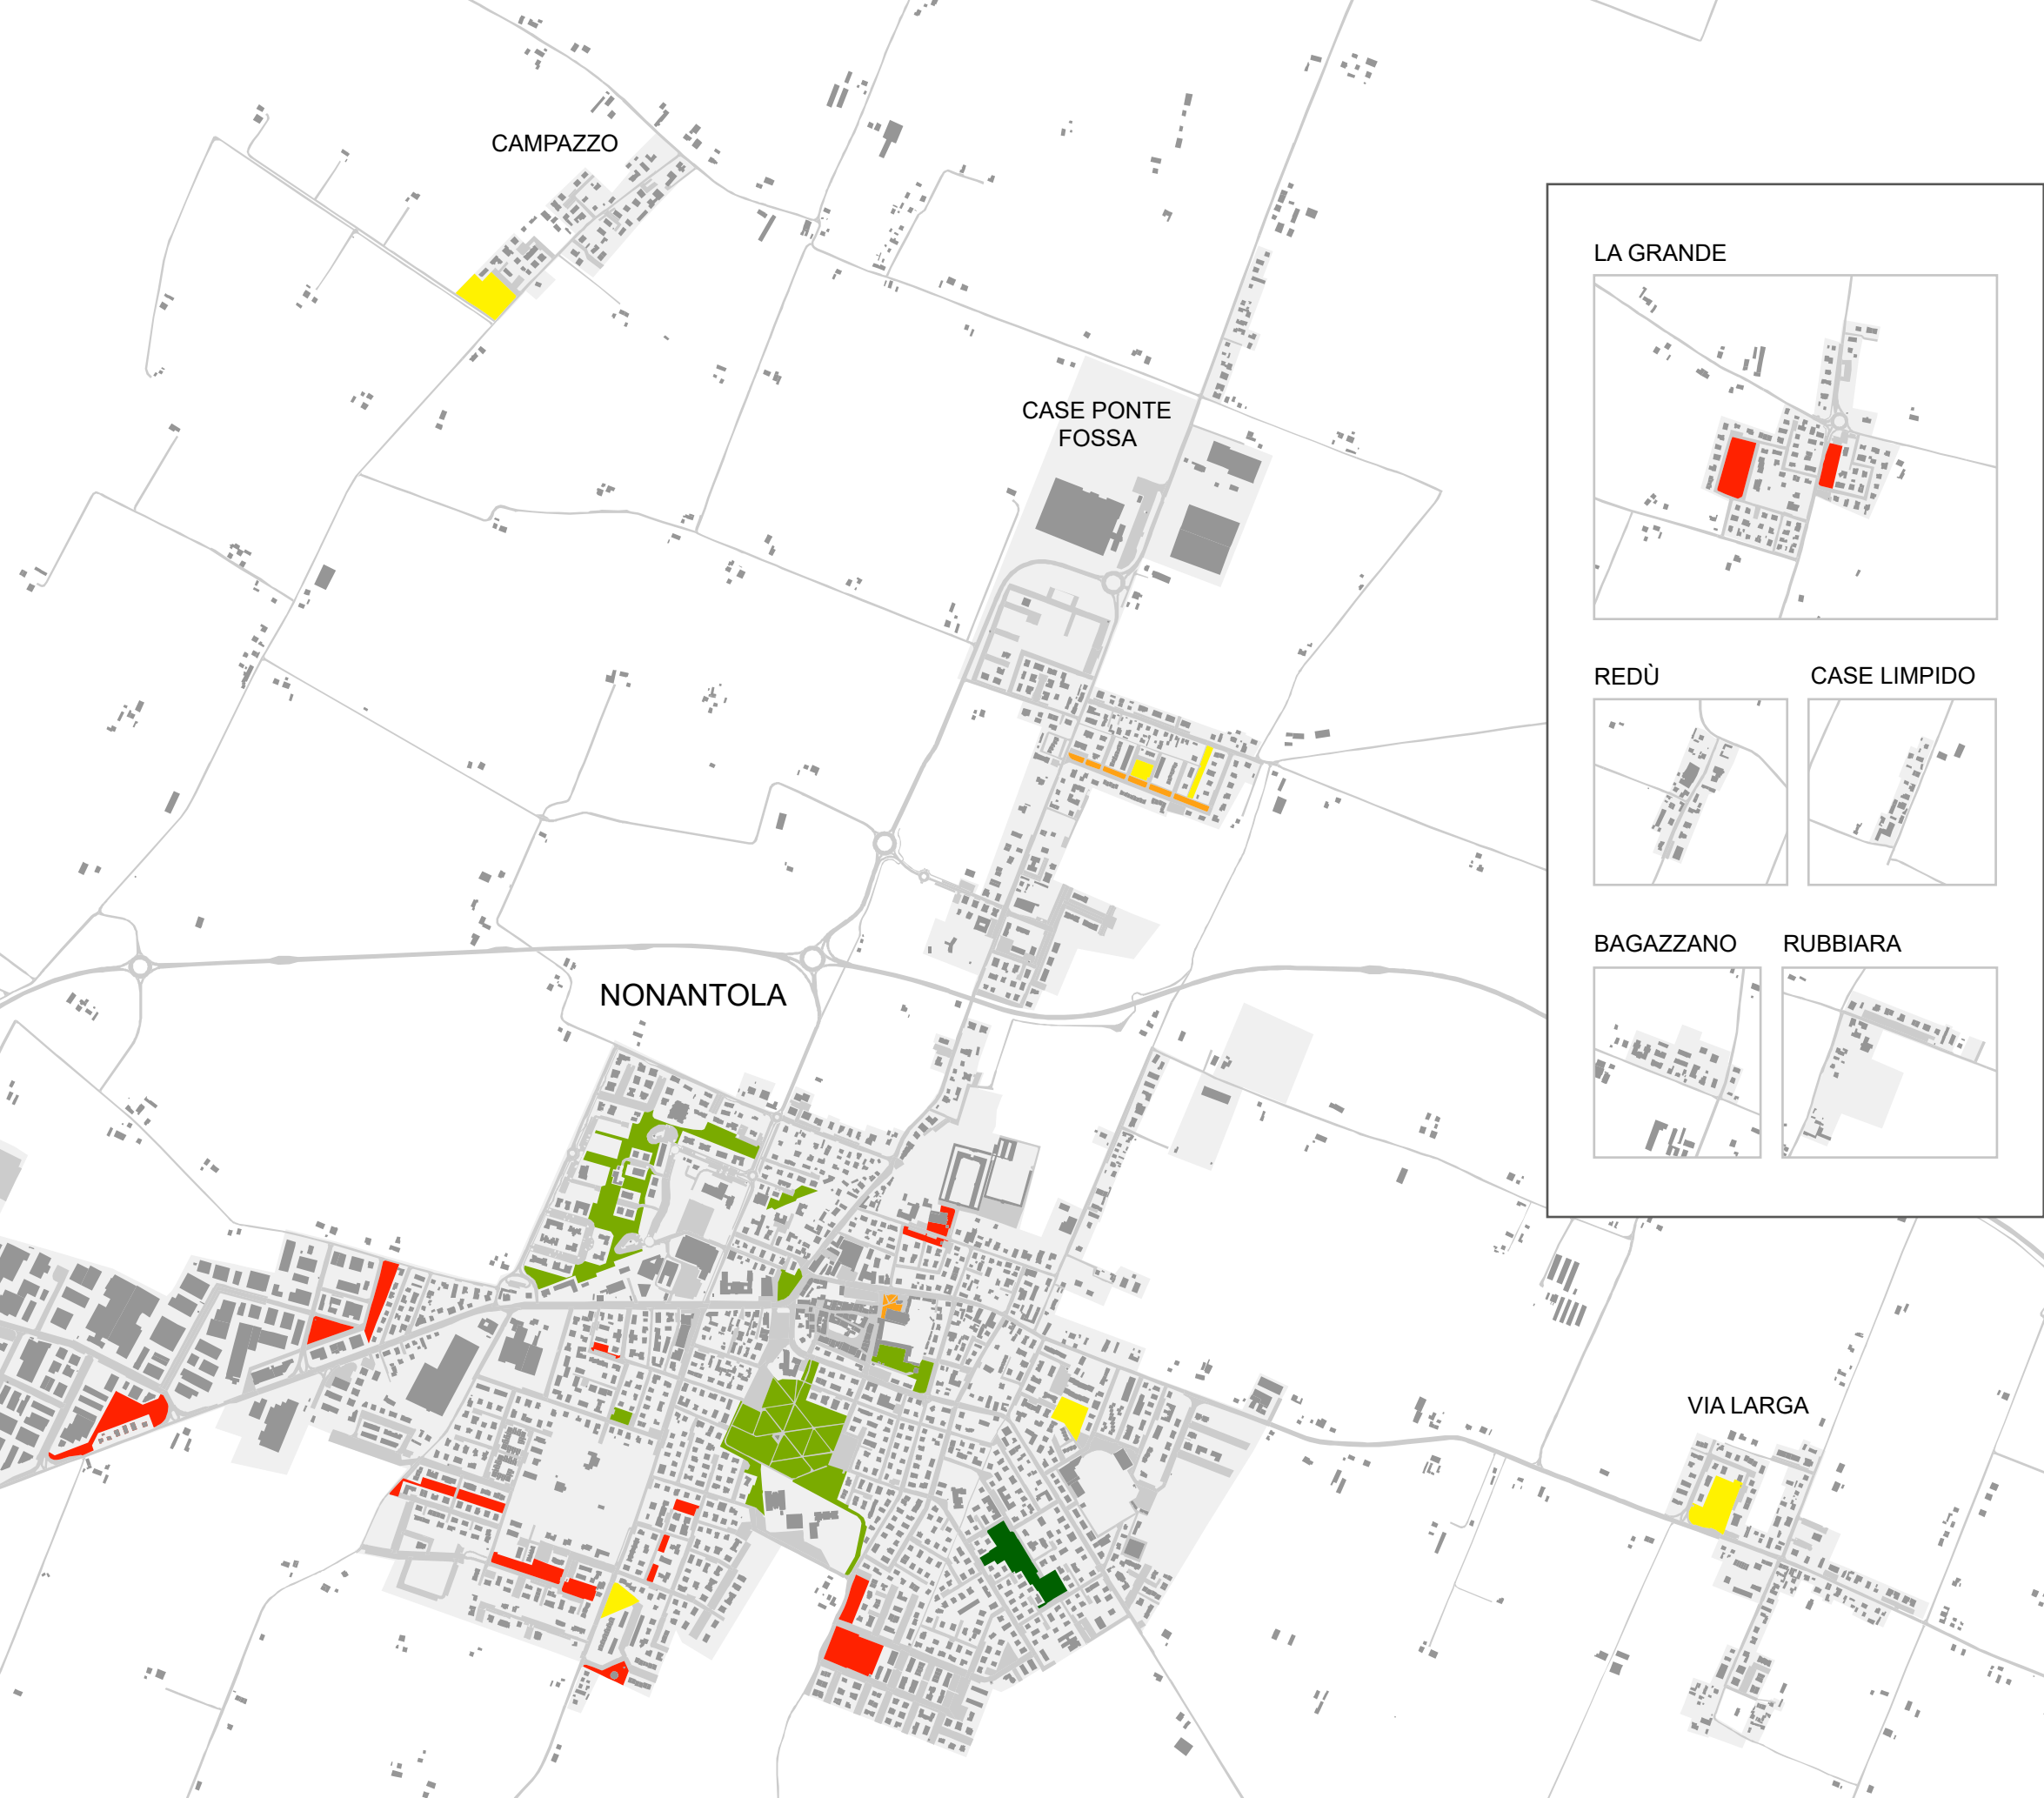 CAMPAZZO
CASE PONTE
FOSSA
NONANTOLA
VIA LARGA
LA GRANDE
REDÙ
CASE LIMPIDO
BAGAZZANO
RUBBIARA